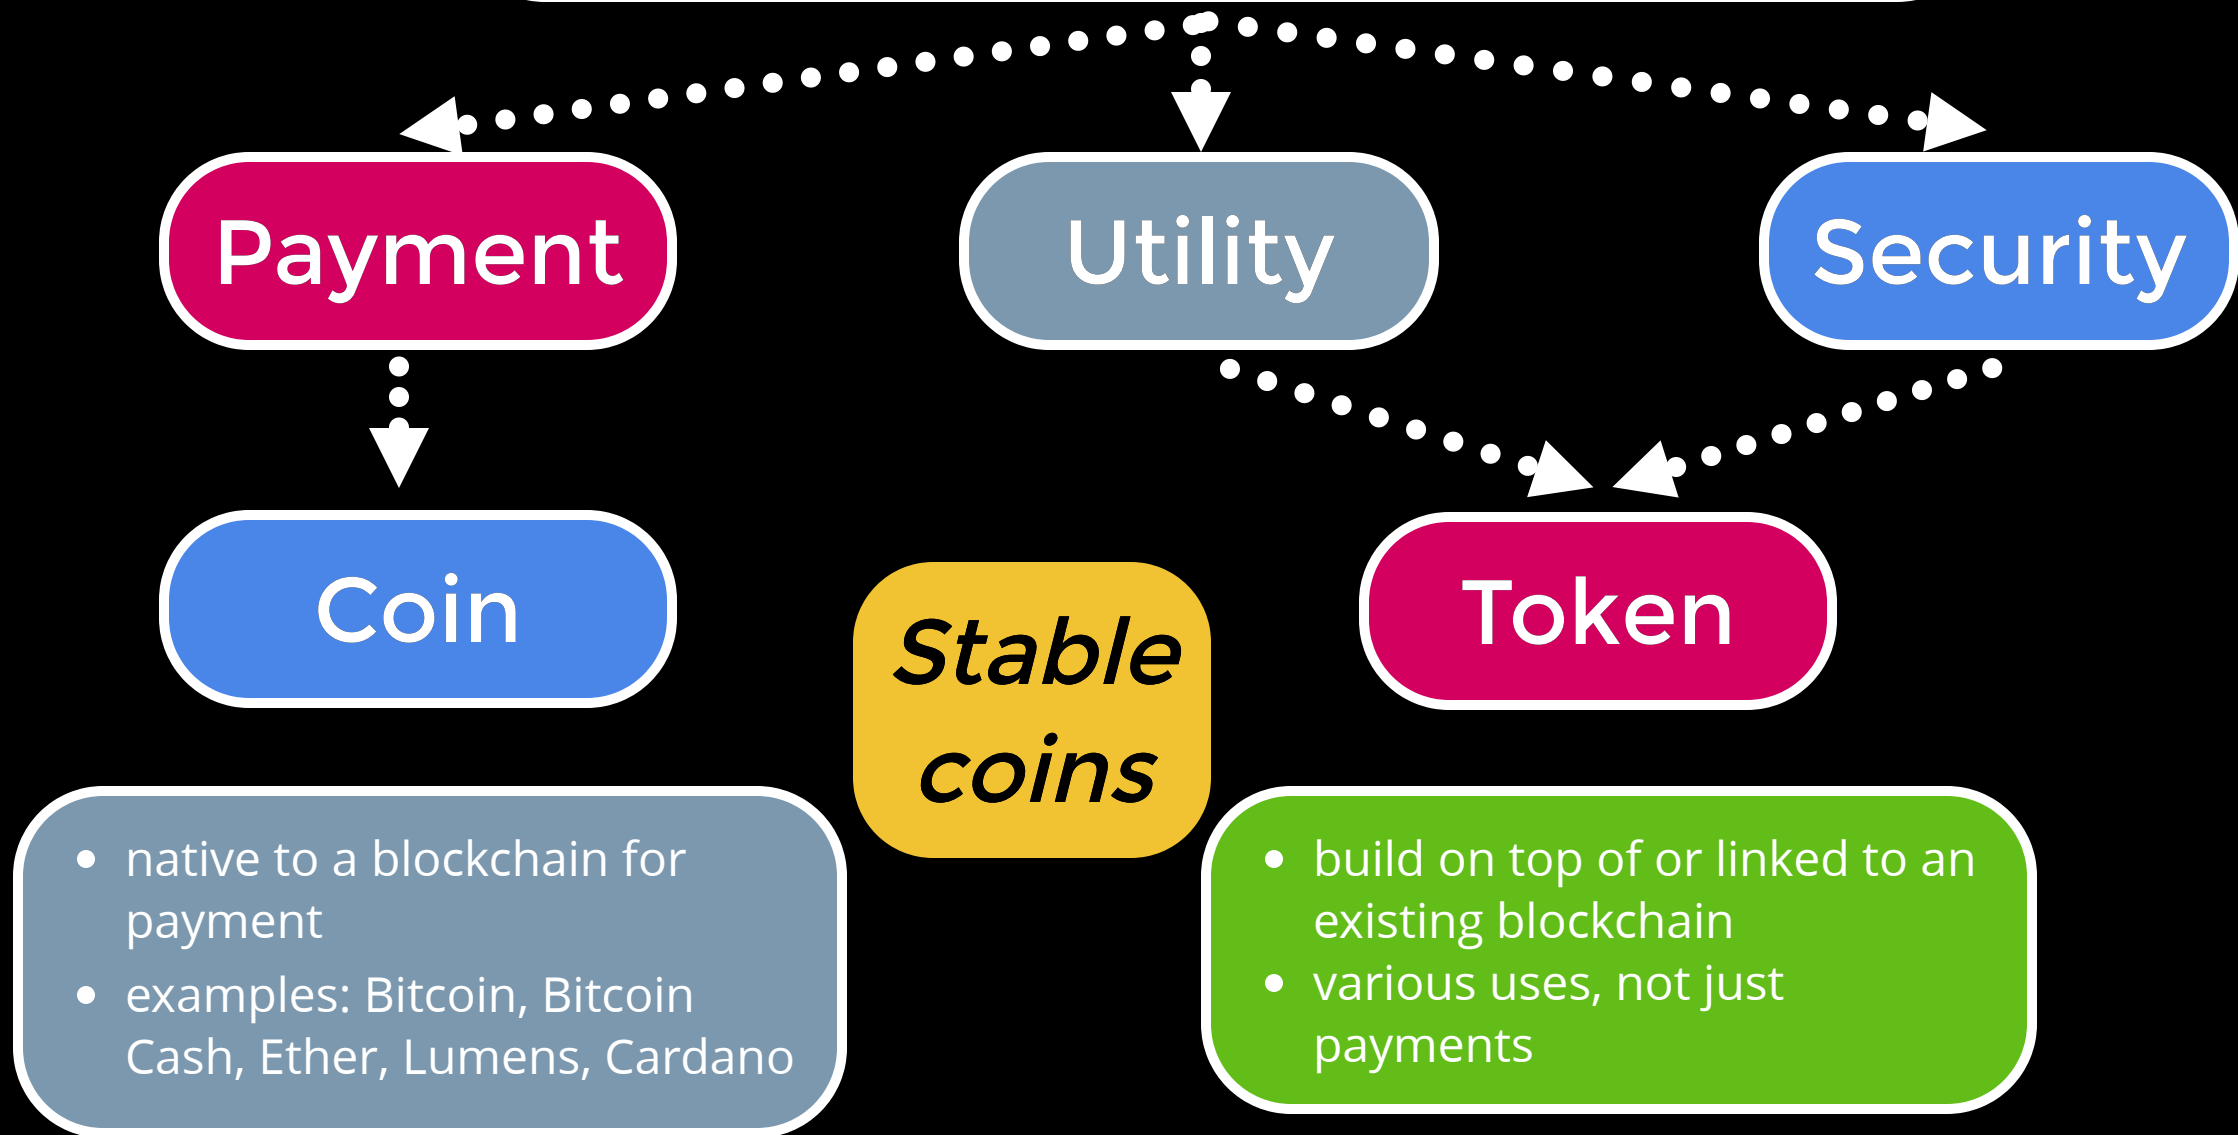 Payment
Utility
Security
Coin
Token
Stable
coins
• native to a blockchain for
payment
• examples: Bitcoin, Bitcoin
Cash, Ether, Lumens, Cardano
• build on top of or linked to an
existing blockchain
• various uses, not just
payments